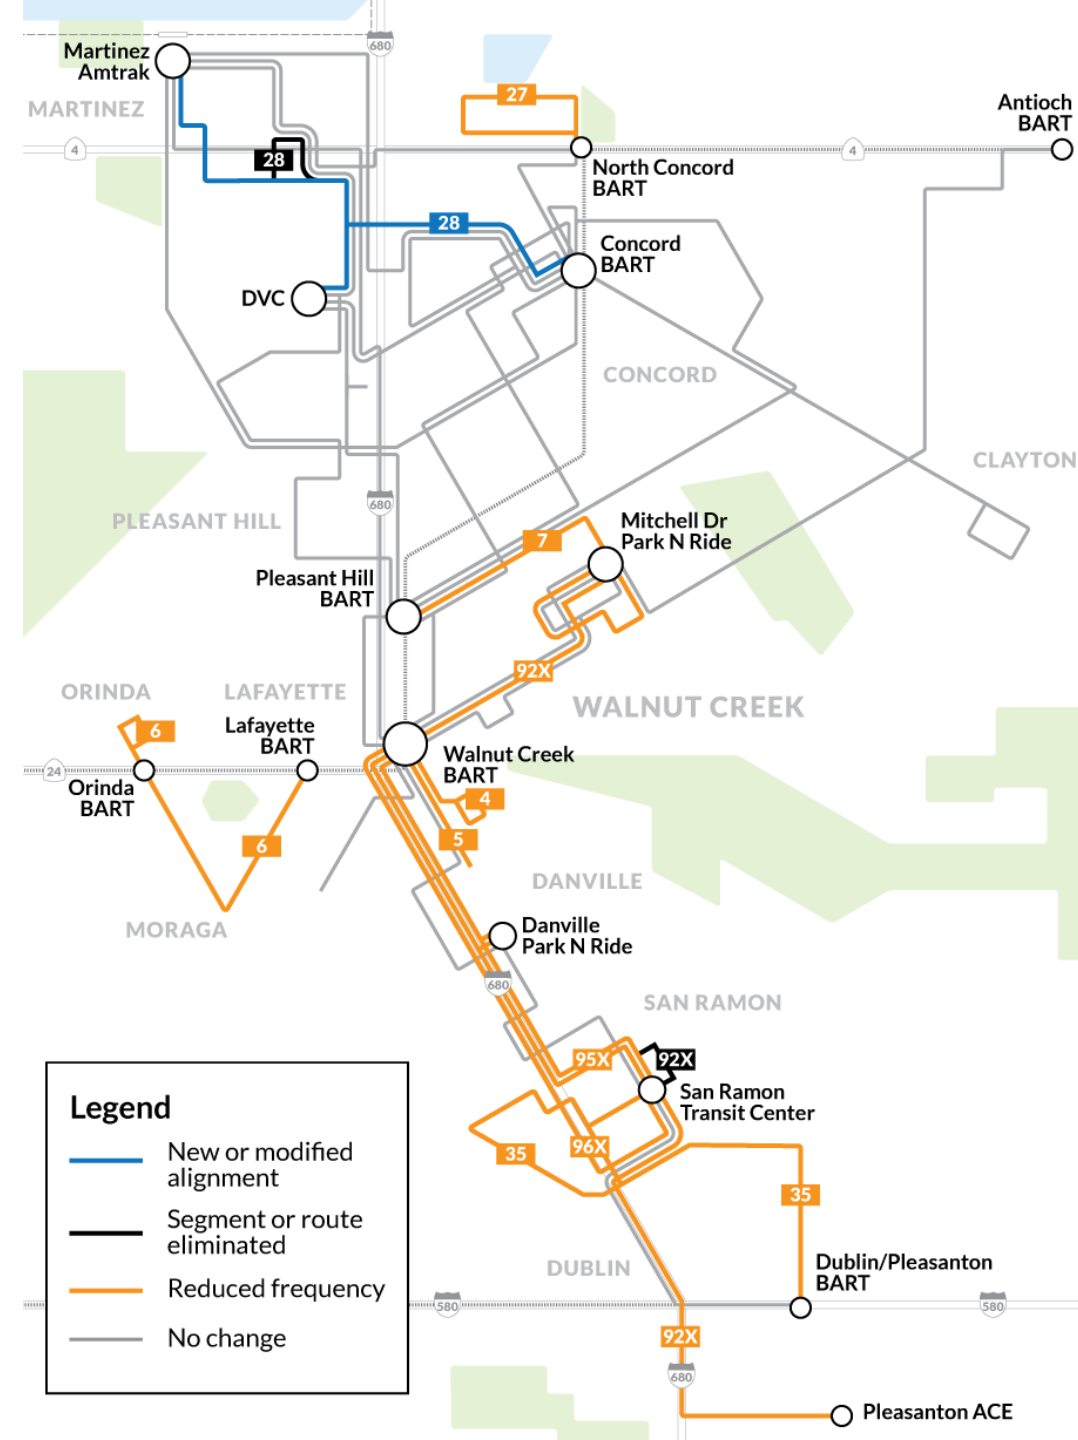 Martinez
Amtrak
680
MARTINEZ
27
Antioch
BART
4
28
4
North Concord
BART
28
Concord
BART
DVC
CONCORD
CLAYTON
680
PLEASANT HILL
Mitchell Dr
Park N Ride
7
Pleasant Hill
BART
92X
ORINDA
LAFAYETTE
WALNUT CREEK
6
Lafayette
BART
Walnut Creek
BART
24
Orinda
BART
4
5
6
DANVILLE
MORAGA
Danville
Park N Ride
680
SAN RAMON
95X
92X
San Ramon
Transit Center
96X
35
35
DUBLIN
Dublin/Pleasanton
BART
580
580
92X
680
Pleasanton ACE
Legend
New or modified
alignment
Segment or route
eliminated
Reduced frequency
No change